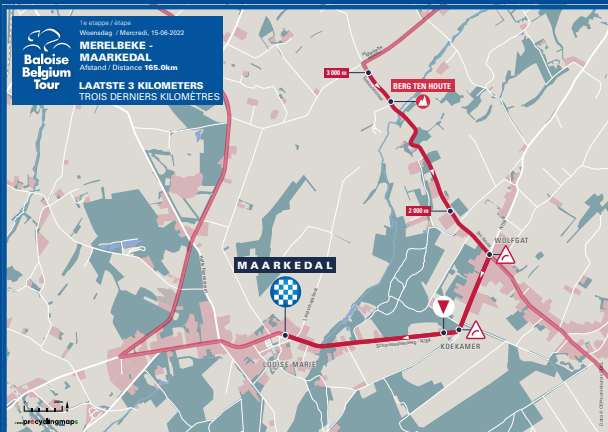 1e etappe / étape
Woensdag / Mercredi, 15-06-2022
MERELBEKE -
MAARKEDAL
Afstand / Distance 165.0km
LAATSTE 3 KILOMETERS
TROIS DERNIERS KILOMÈTRES
Baloise
Belgium
Tour
3 000 m
BERG TEN HOUTE
2 000 m
WOLFGAT
MAARKEDAL
KOEKAMER
LOUISE-MARIE
procyclingmaps